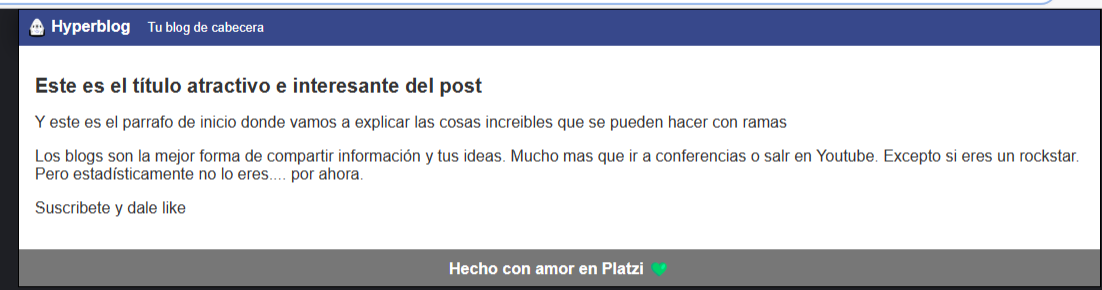 Hyperblog Tu blog de cabecera
Este es el título atractivo e interesante del post
Y este es el parrafo de inicio donde vamos a explicar las cosas increibles que se pueden hacer con ramas
Los blogs son la mejor forma de compartir información y tus ideas. Mucho mas que ir a conferencias o salr en Youtube. Excepto si eres un rockstar.
Pero estadísticamente no lo eres.... por ahora.
Suscribete y dale like
Hecho con amor en Platzi 💚